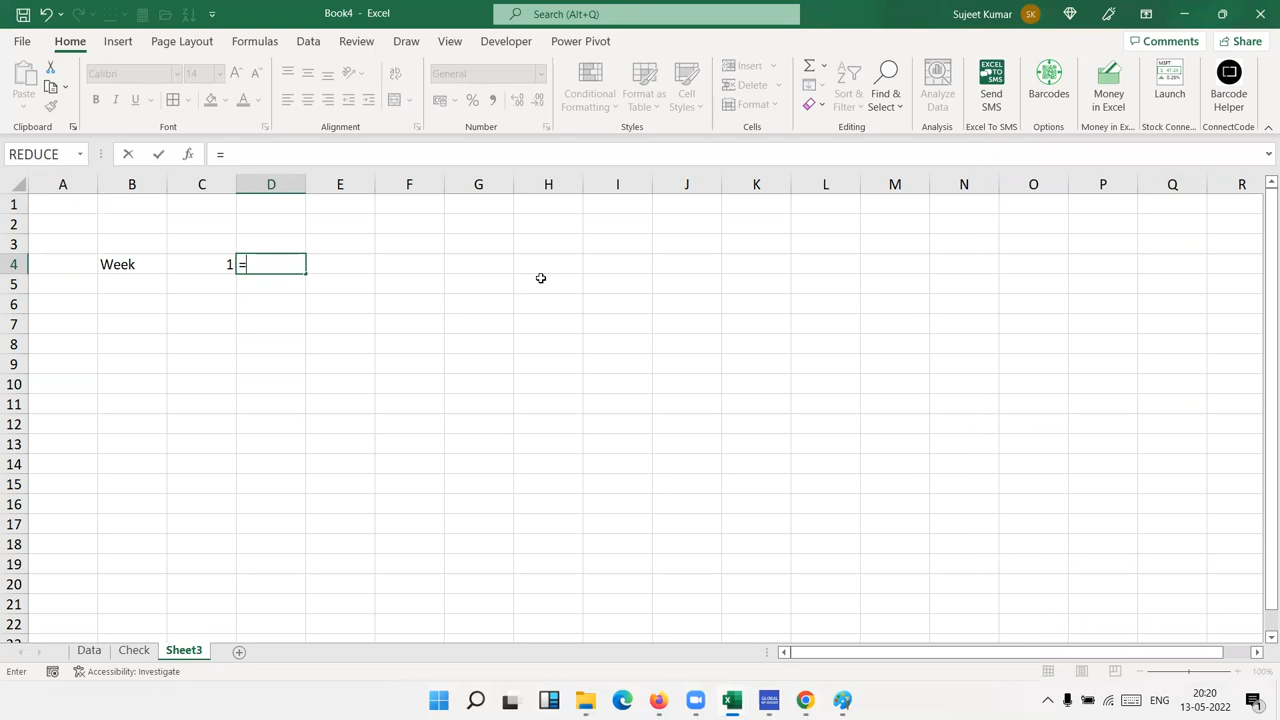 Book4 - Excel
Search (Alt+Q)
Sujeet Kumar
SK
File Home Insert Page Layout Formulas Data Review Draw View Developer Power Pivot
Comments Share
Paste
Calibri 14
B I U
General
Conditional Formatting
Format as Table
Cell Styles
Insert
Delete
Format
Sort & Filter
Find & Select
Analyze Data
Send SMS
Barcodes
Money in Excel
Launch
Barcode Helper
Clipboard Font Alignment Number Styles Cells Editing Analysis Excel To SMS Options Money in Ex... Stock Conne... ConnectCode
REDUCE
fx
=
A B C D E F G H I J K L M N O P Q R
1
2
3
4 Week 1 =
5
6
7
8
9
10
11
12
13
14
15
16
17
18
19
20
21
22
Data Check Sheet3
Enter
Accessibility: Investigate
100%
ENG
20:20
13-05-2022